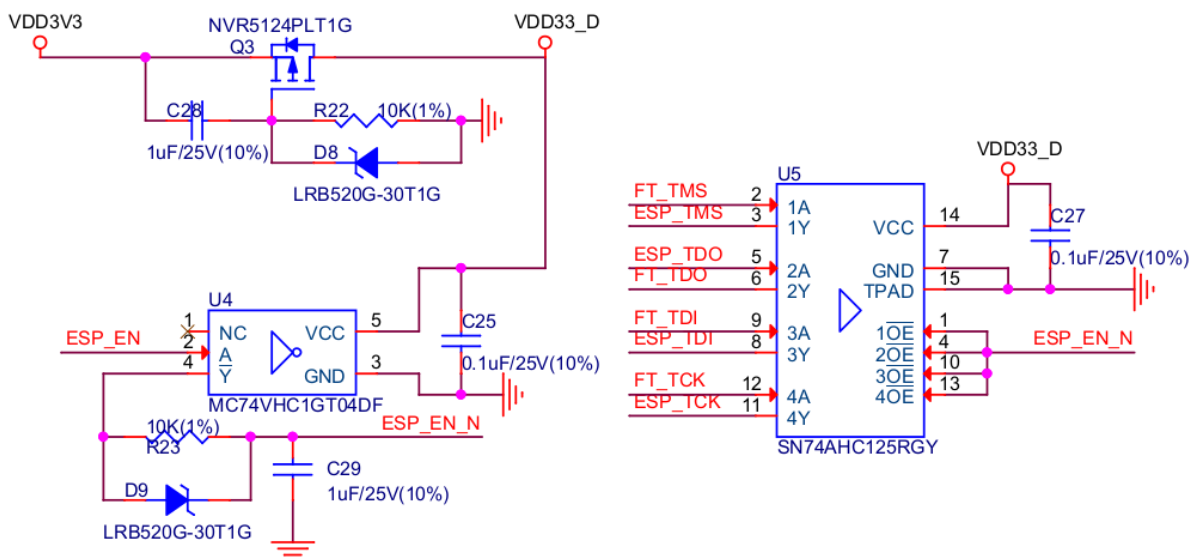 VDD3V3
NVR5124PLT1G
VDD33_D
Q3
C28
R22
10K(1%)
1uF/25V(10%)
D8
LRB520G-30T1G
VDD33_D
U5
FT_TMS
2
1A
ESP_TMS
3
1Y
VCC
14
C27
ESP_TDO
5
2A
GND
7
0.1uF/25V(10%)
FT_TDO
6
2Y
TPAD
15
U4
1
NC
VCC
5
C25
FT_TDI
9
3A
1OE
1
ESP_EN
2
A
ESP_TDI
8
3Y
2OE
4
ESP_EN_N
4
Y
GND
3
0.1uF/25V(10%)
3OE
10
FT_TCK
12
4A
4OE
13
MC74VHC1GT04DF
ESP_TCK
11
4Y
10K(1%)
ESP_EN_N
R23
SN74AHC125RGY
C29
D9
1uF/25V(10%)
LRB520G-30T1G